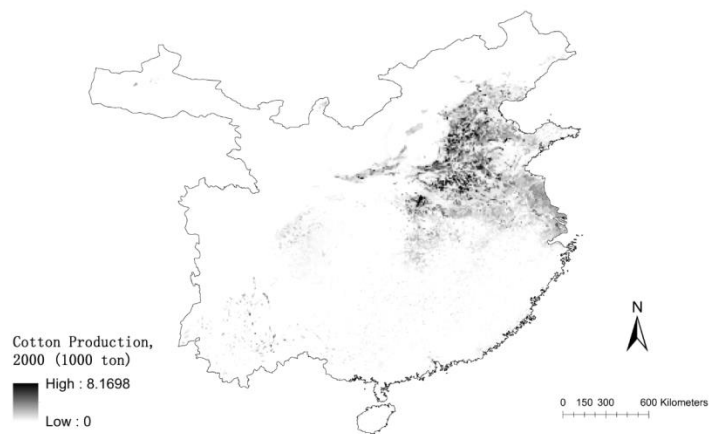 N
Cotton Production,
2000 (1000 ton)
High : 8.1698
Low : 0
0 150 300 600 Kilometers